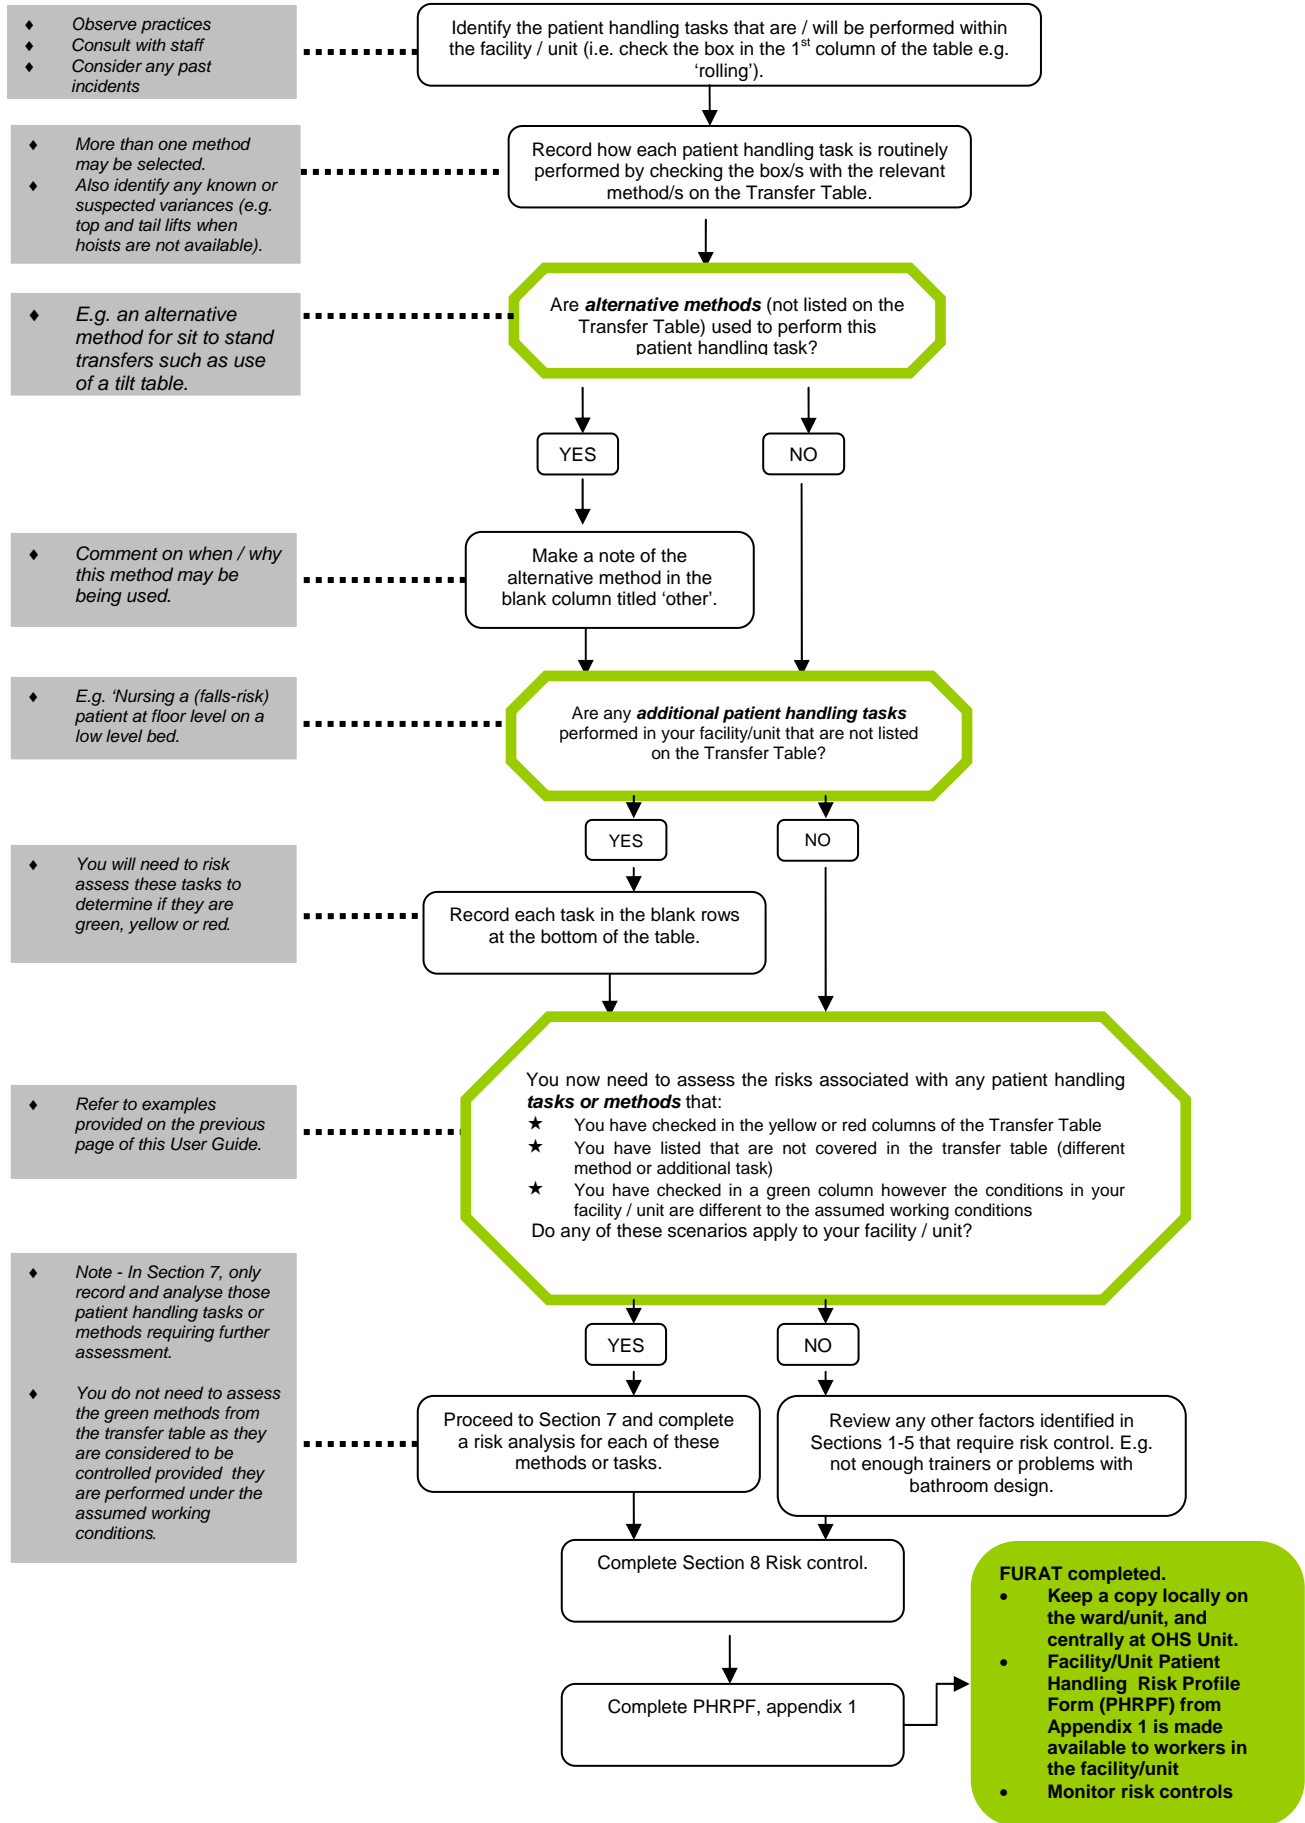 ♦ Observe practices
♦ Consult with staff
♦ Consider any past
incidents
Identify the patient handling tasks that are / will be performed within
the facility / unit (i.e. check the box in the 1st column of the table e.g.
‘rolling’).
♦ More than one method
may be selected.
♦ Also identify any known or
suspected variances (e.g.
top and tail lifts when
hoists are not available).
Record how each patient handling task is routinely
performed by checking the box/s with the relevant
method/s on the Transfer Table.
♦ E.g. an alternative
method for sit to stand
transfers such as use
of a tilt table.
Are alternative methods (not listed on the
Transfer Table) used to perform this
patient handling task?
YES
NO
♦ Comment on when / why
this method may be
being used.
Make a note of the
alternative method in the
blank column titled ‘other’.
♦ E.g. ‘Nursing a (falls-risk)
patient at floor level on a
low level bed.
Are any additional patient handling tasks
performed in your facility/unit that are not listed
on the Transfer Table?
YES
NO
♦ You will need to risk
assess these tasks to
determine if they are
green, yellow or red.
Record each task in the blank rows
at the bottom of the table.
♦ Refer to examples
provided on the previous
page of this User Guide.
You now need to assess the risks associated with any patient handling
tasks or methods that:
★ You have checked in the yellow or red columns of the Transfer Table
★ You have listed that are not covered in the transfer table (different
method or additional task)
★ You have checked in a green column however the conditions in your
facility / unit are different to the assumed working conditions
Do any of these scenarios apply to your facility / unit?
YES
NO
♦ Note - In Section 7, only
record and analyse those
patient handling tasks or
methods requiring further
assessment.
♦ You do not need to assess
the green methods from
the transfer table as they
are considered to be
controlled provided they
are performed under the
assumed working
conditions.
Proceed to Section 7 and complete
a risk analysis for each of these
methods or tasks.
Review any other factors identified in
Sections 1-5 that require risk control. E.g.
not enough trainers or problems with
bathroom design.
Complete Section 8 Risk control.
Complete PHRPF, appendix 1
FURAT completed.
• Keep a copy locally on
the ward/unit, and
centrally at OHS Unit.
• Facility/Unit Patient
Handling Risk Profile
Form (PHRPF) from
Appendix 1 is made
available to workers in
the facility/unit
• Monitor risk controls